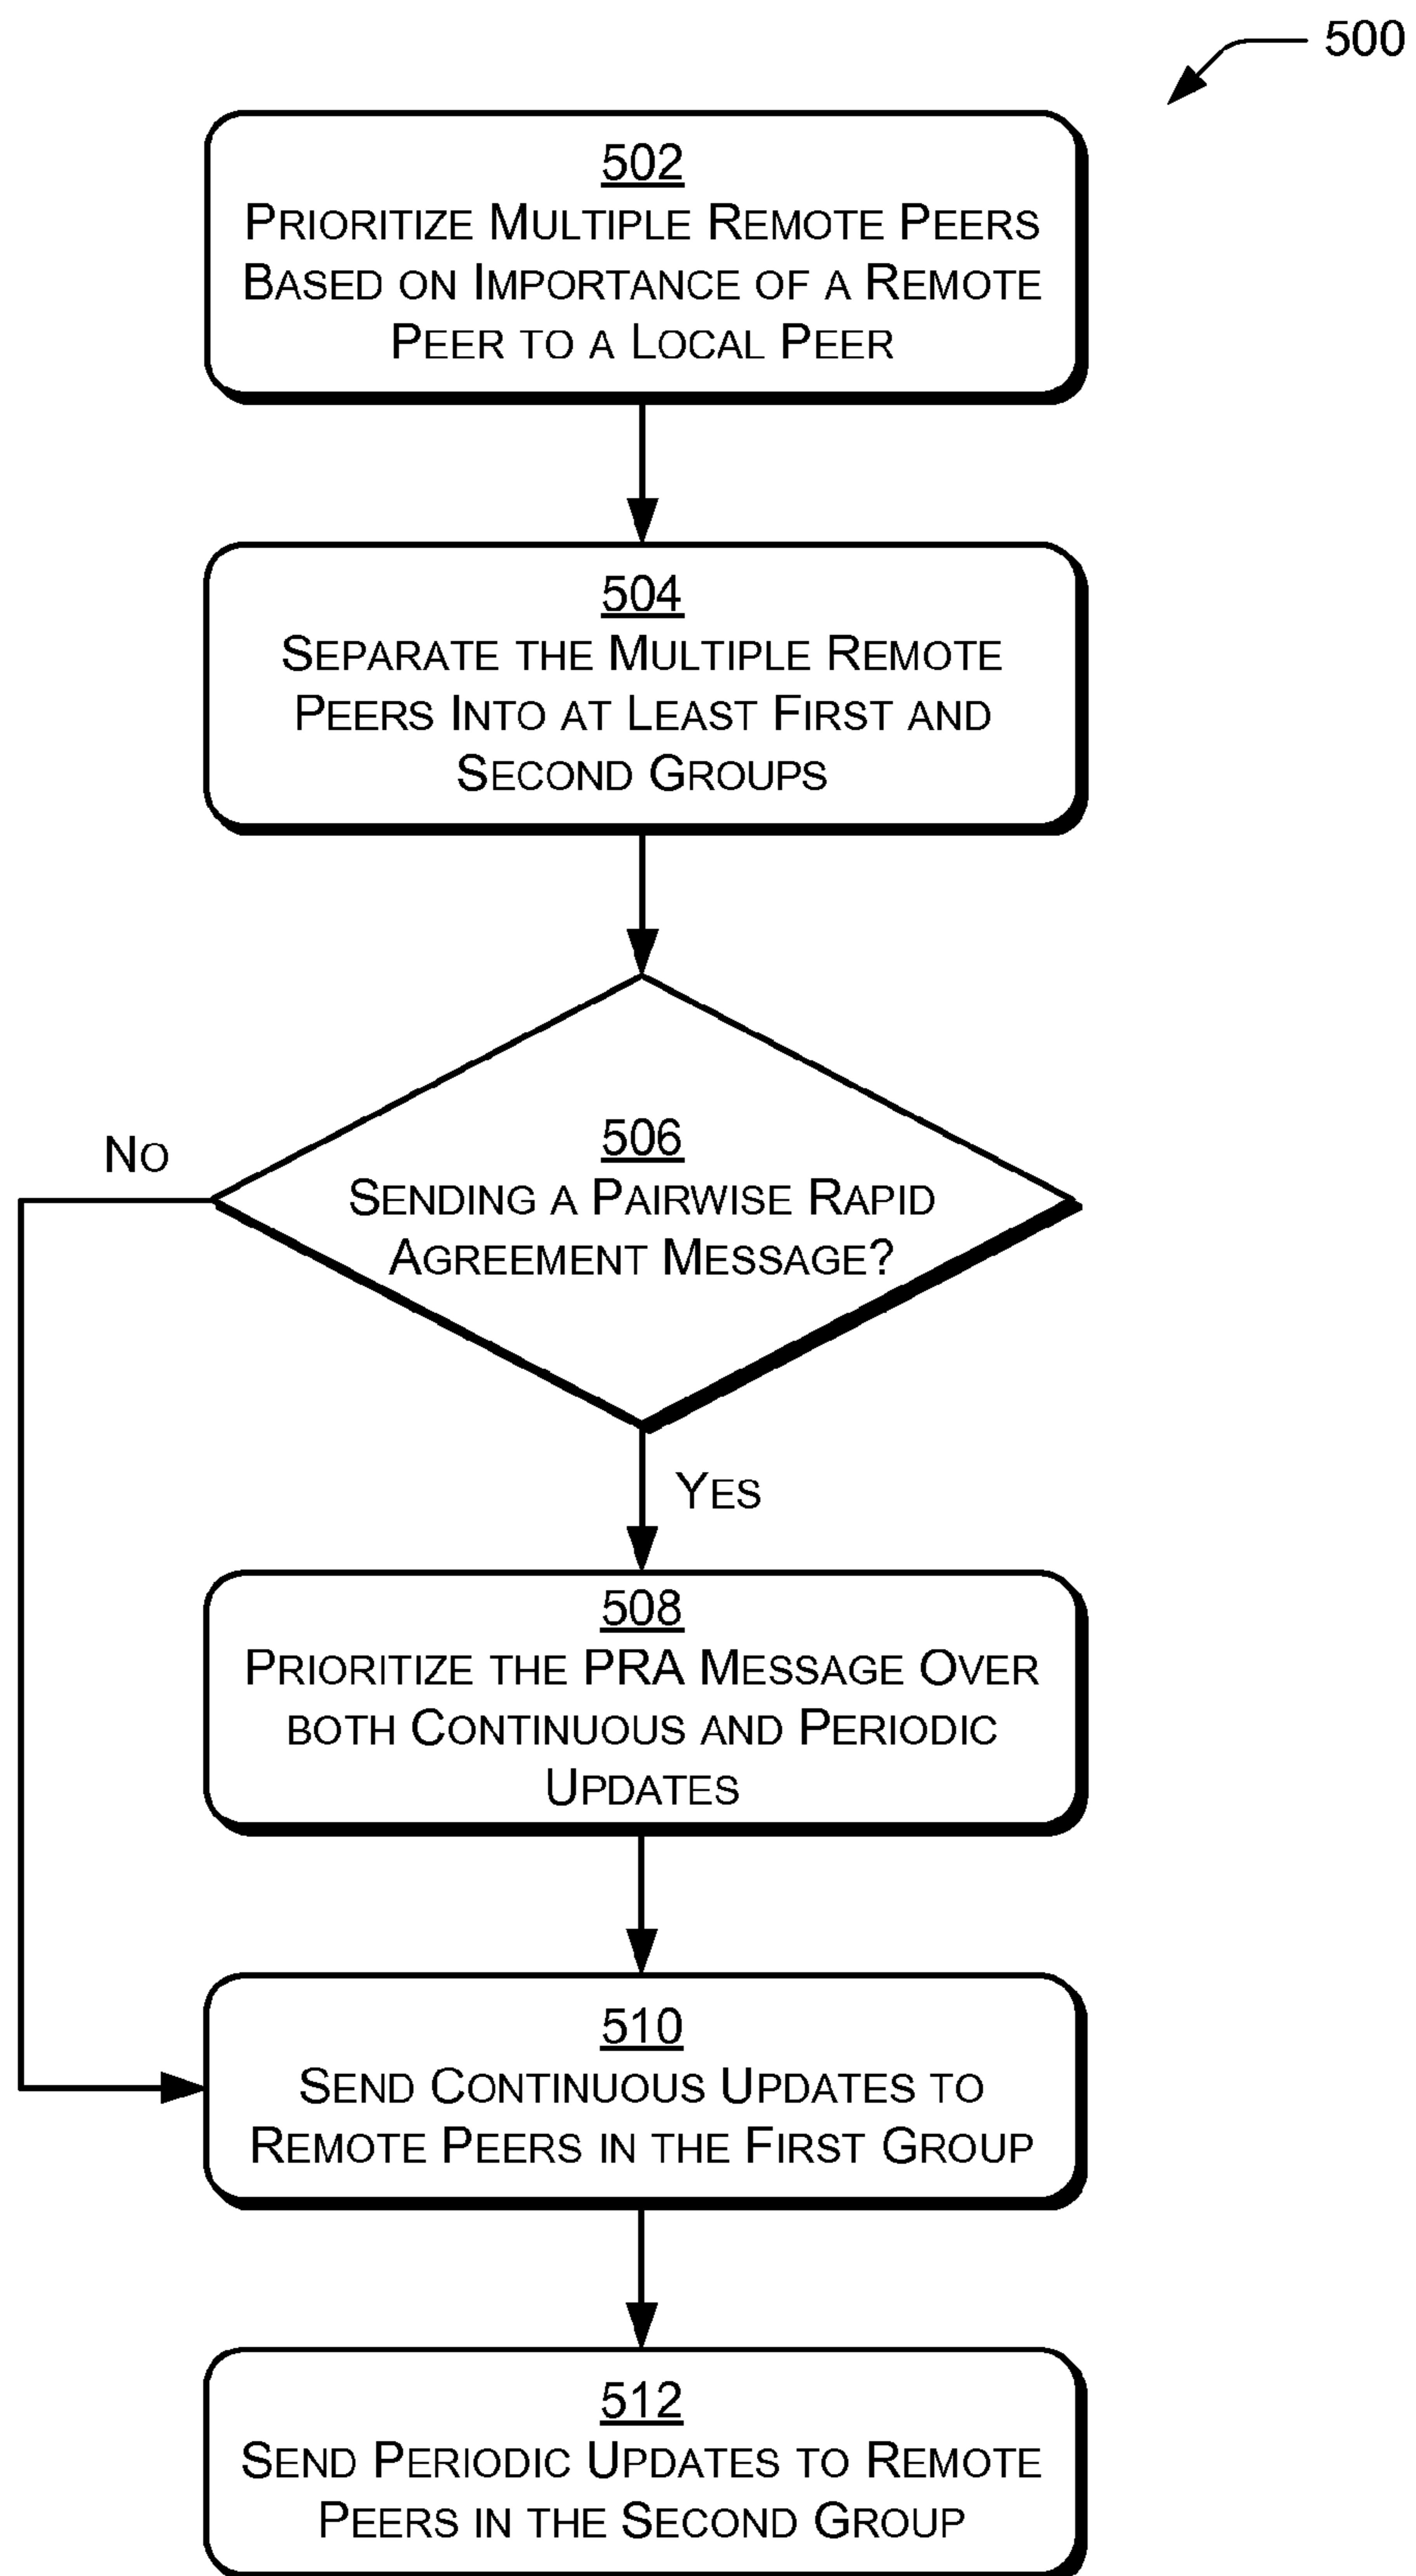 500
502
PRIORITIZE MULTIPLE REMOTE PEERS
BASED ON IMPORTANCE OF A REMOTE
PEER TO A LOCAL PEER
504
SEPARATE THE MULTIPLE REMOTE
PEERS INTO AT LEAST FIRST AND
SECOND GROUPS
506
SENDING A PAIRWISE RAPID
AGREEMENT MESSAGE?
NO
YES
508
PRIORITIZE THE PRA MESSAGE OVER
BOTH CONTINUOUS AND PERIODIC
UPDATES
510
SEND CONTINUOUS UPDATES TO
REMOTE PEERS IN THE FIRST GROUP
512
SEND PERIODIC UPDATES TO REMOTE
PEERS IN THE SECOND GROUP